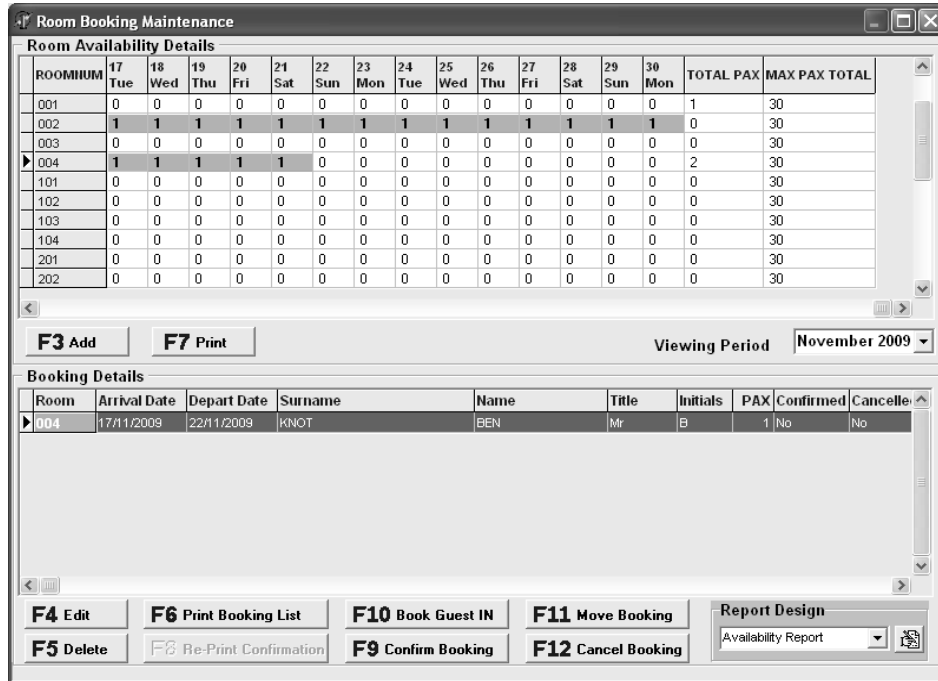 Room Booking Maintenance
Room Availability Details
ROOMNUM 17 Tue 18 Wed 19 Thu 20 Fri 21 Sat 22 Sun 23 Mon 24 Tue 25 Wed 26 Thu 27 Fri 28 Sat 29 Sun 30 Mon TOTAL PAX MAX PAX TOTAL
001 0 0 0 0 0 0 0 0 0 0 0 0 0 0 1 30
002 1 1 1 1 1 1 1 1 1 1 1 1 1 1 0 30
003 0 0 0 0 0 0 0 0 0 0 0 0 0 0 0 30
004 1 1 1 1 1 0 0 0 0 0 0 0 0 0 2 30
101 0 0 0 0 0 0 0 0 0 0 0 0 0 0 0 30
102 0 0 0 0 0 0 0 0 0 0 0 0 0 0 0 30
103 0 0 0 0 0 0 0 0 0 0 0 0 0 0 0 30
104 0 0 0 0 0 0 0 0 0 0 0 0 0 0 0 30
201 0 0 0 0 0 0 0 0 0 0 0 0 0 0 0 30
202 0 0 0 0 0 0 0 0 0 0 0 0 0 0 0 30
F3 Add F7 Print Viewing Period November 2009
Booking Details
Room Arrival Date Depart Date Surname Name Title Initials PAX Confirmed Cancelle
004 17/11/2009 22/11/2009 KNOT BEN Mr B 1 No No
F4 Edit F6 Print Booking List F10 Book Guest IN F11 Move Booking Report Design
F5 Delete F8 Re-Print Confirmation F9 Confirm Booking F12 Cancel Booking Availability Report